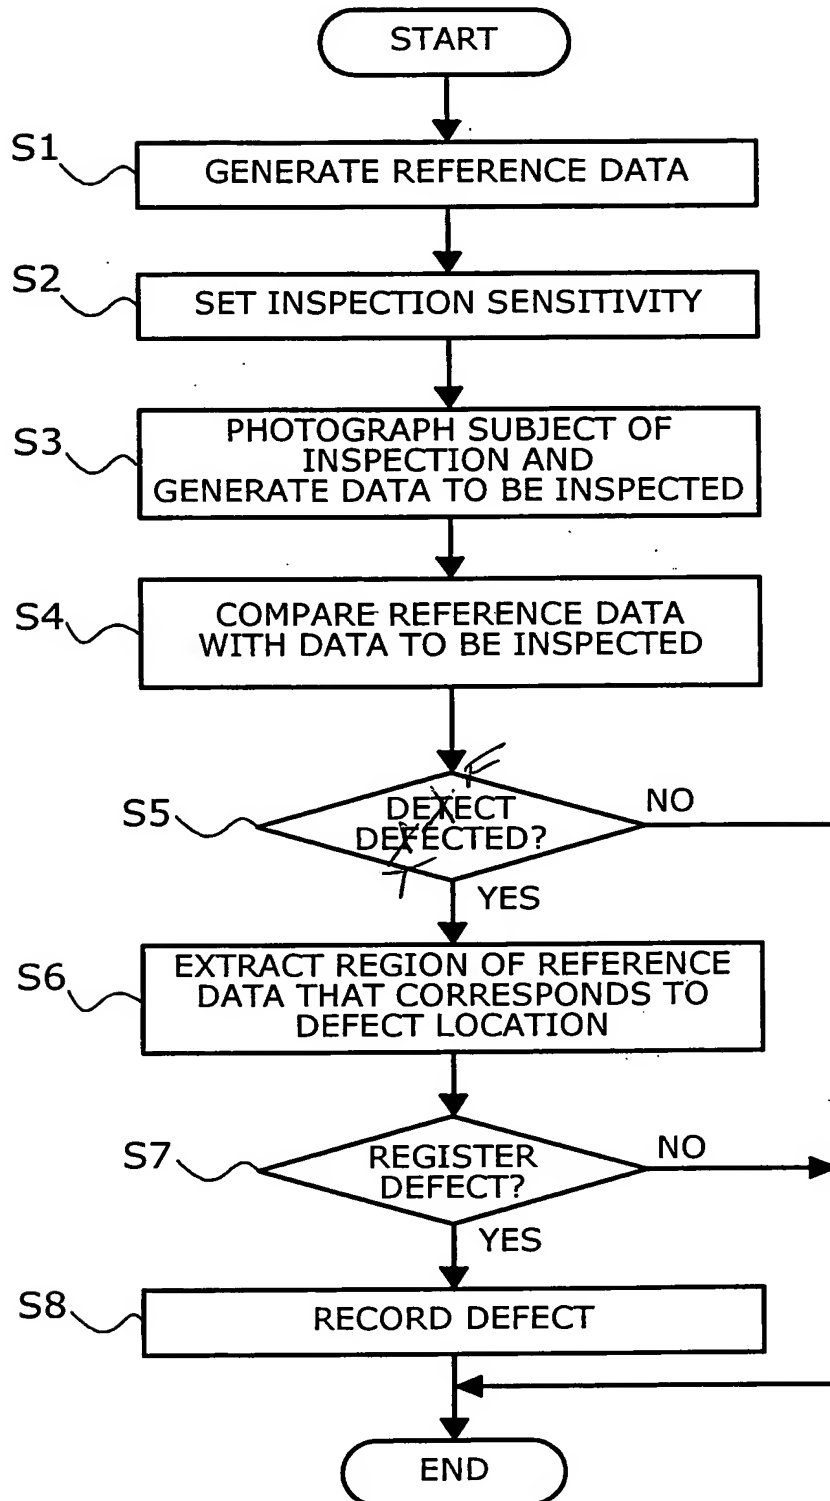 START
S1
GENERATE REFERENCE DATA
S2
SET INSPECTION SENSITIVITY
S3
PHOTOGRAPH SUBJECT OF
INSPECTION AND
GENERATE DATA TO BE INSPECTED
S4
COMPARE REFERENCE DATA
WITH DATA TO BE INSPECTED
F
S5
DETECT
DEFECTED?
T
NO
YES
S6
EXTRACT REGION OF REFERENCE
DATA THAT CORRESPONDS TO
DEFECT LOCATION
S7
REGISTER
DEFECT?
NO
YES
S8
RECORD DEFECT
END